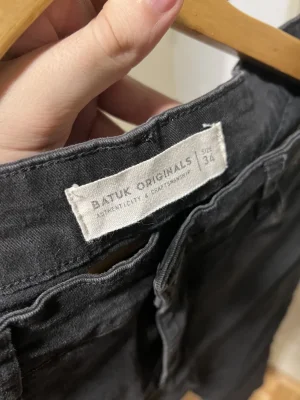 BATUK ORIGINALS
AUTHENTICITY & CRAFTSMANSHIP
SIZE
34